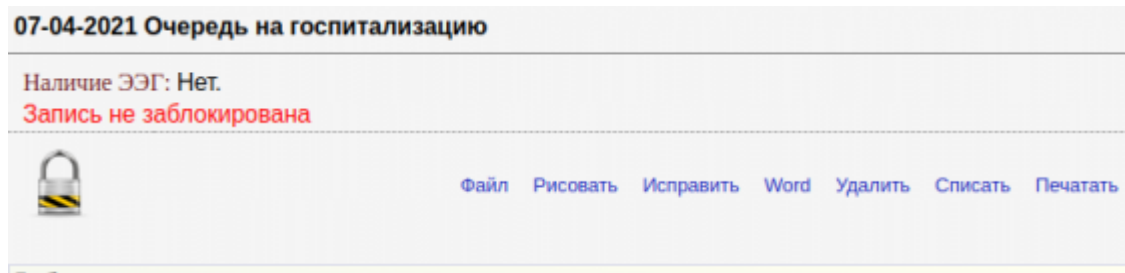 07-04-2021 Очередь на госпитализацию
Наличие ЭЭГ: Нет.
Запись не заблокирована
Файл Рисовать Исправить Word Удалить Списать Печатать